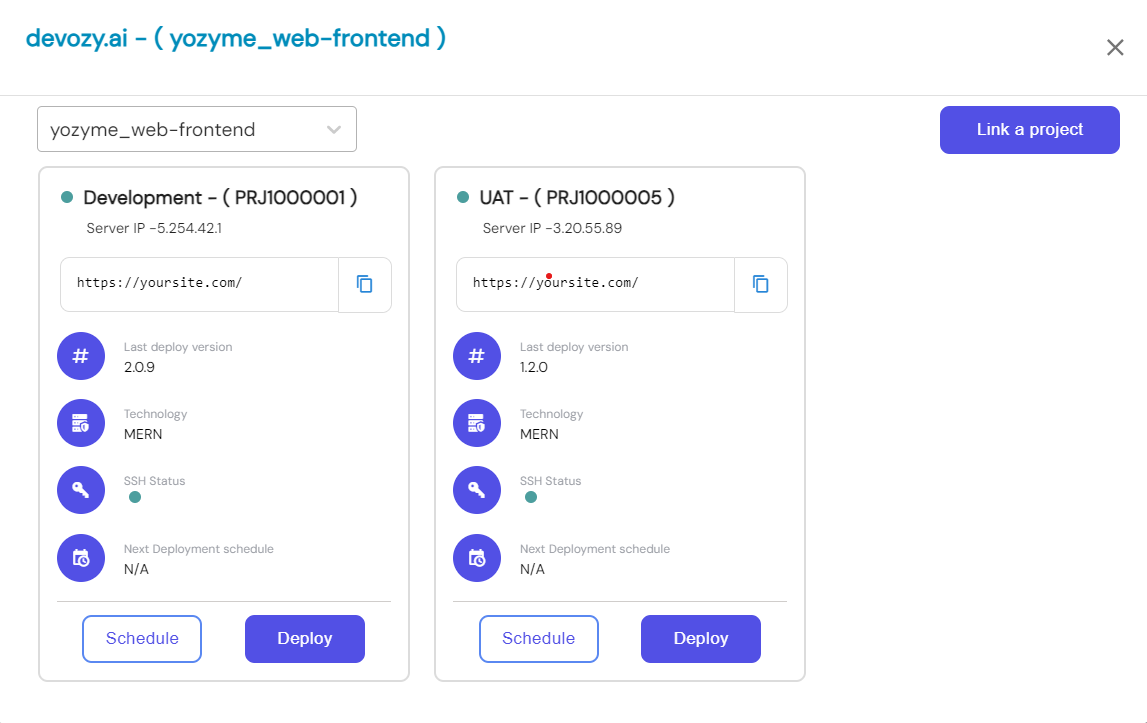 devozy.ai - ( yozyme_web-frontend )
yozyme_web-frontend
Link a project
Development - ( PRJ1000001 )
Server IP -5.254.42.1
https://yoursite.com/
#
Last deploy version
2.0.9
Technology
MERN
SSH Status
Next Deployment schedule
N/A
Schedule
Deploy
UAT - ( PRJ1000005 )
Server IP -3.20.55.89
https://yoursite.com/
#
Last deploy version
1.2.0
Technology
MERN
SSH Status
Next Deployment schedule
N/A
Schedule
Deploy